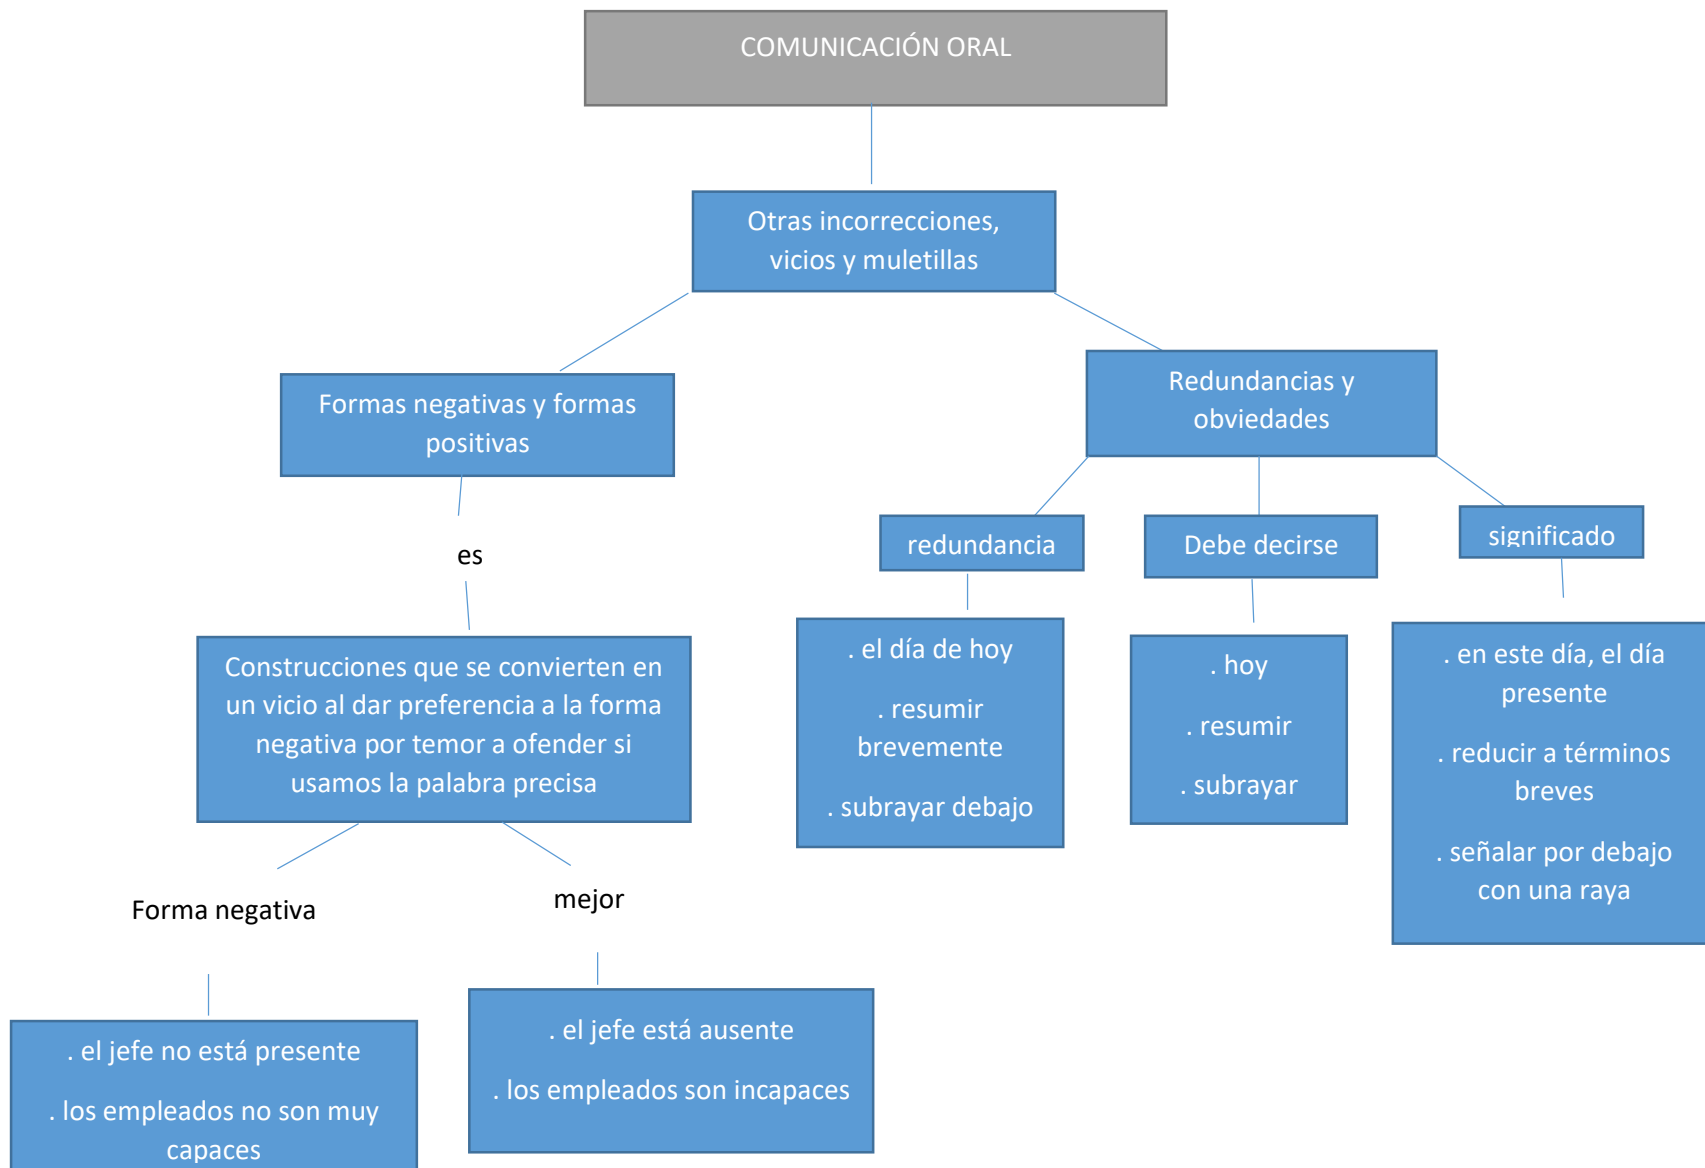 COMUNICACIÓN ORAL
Otras incorrecciones,
vicios y muletillas
Formas negativas y formas
positivas
es
Construcciones que se convierten en
un vicio al dar preferencia a la forma
negativa por temor a ofender si
usamos la palabra precisa
Forma negativa
. el jefe no está presente
. los empleados no son muy
capaces
mejor
. el jefe está ausente
. los empleados son incapaces
Redundancias y
obviedades
redundancia
. el día de hoy
. resumir
brevemente
. subrayar debajo
Debe decirse
. hoy
. resumir
. subrayar
significado
. en este día, el día
presente
. reducir a términos
breves
. señalar por debajo
con una raya